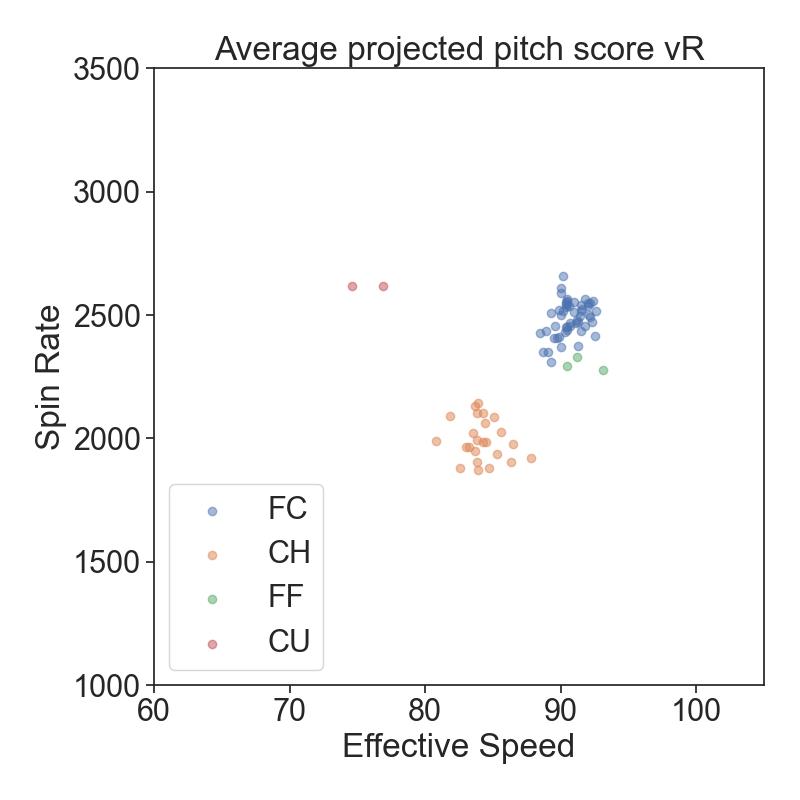 Average projected pitch score vR
3500
3000
2500
2000
1500
1000
Spin Rate
FC
CH
FF
CU
60 70 80 90 100
Effective Speed